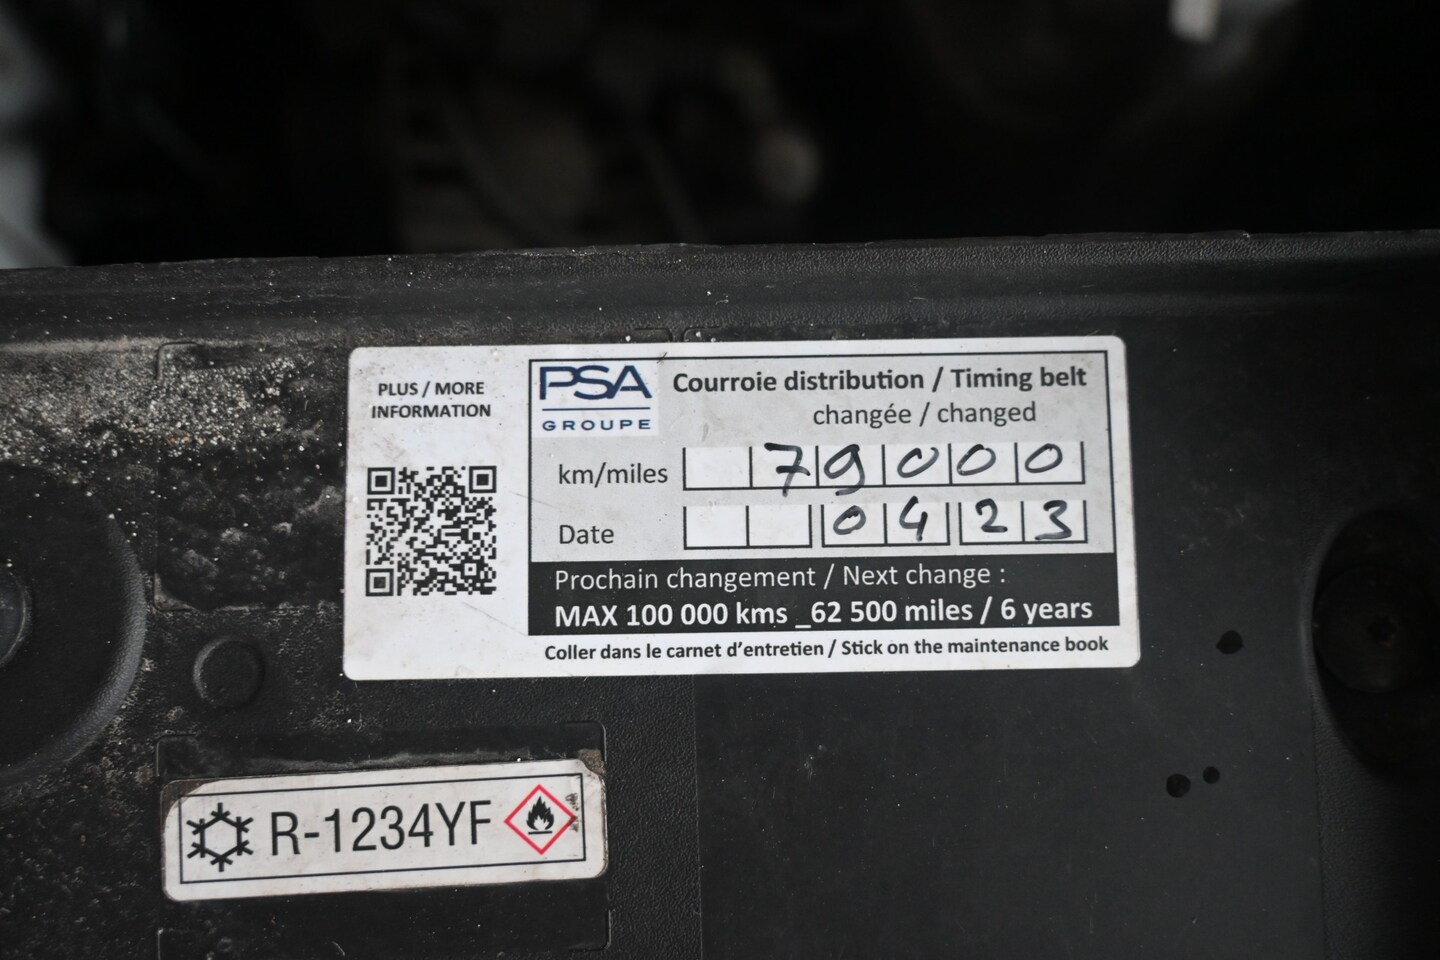 PLUS / MORE
INFORMATION
PSA
GROUPE
Courroie distribution / Timing belt
changée / changed
km/miles 79000
Date 04 23
Prochain changement / Next change :
MAX 100 000 kms _62 500 miles / 6 years
Coller dans le carnet d'entretien / Stick on the maintenance book
R-1234YF